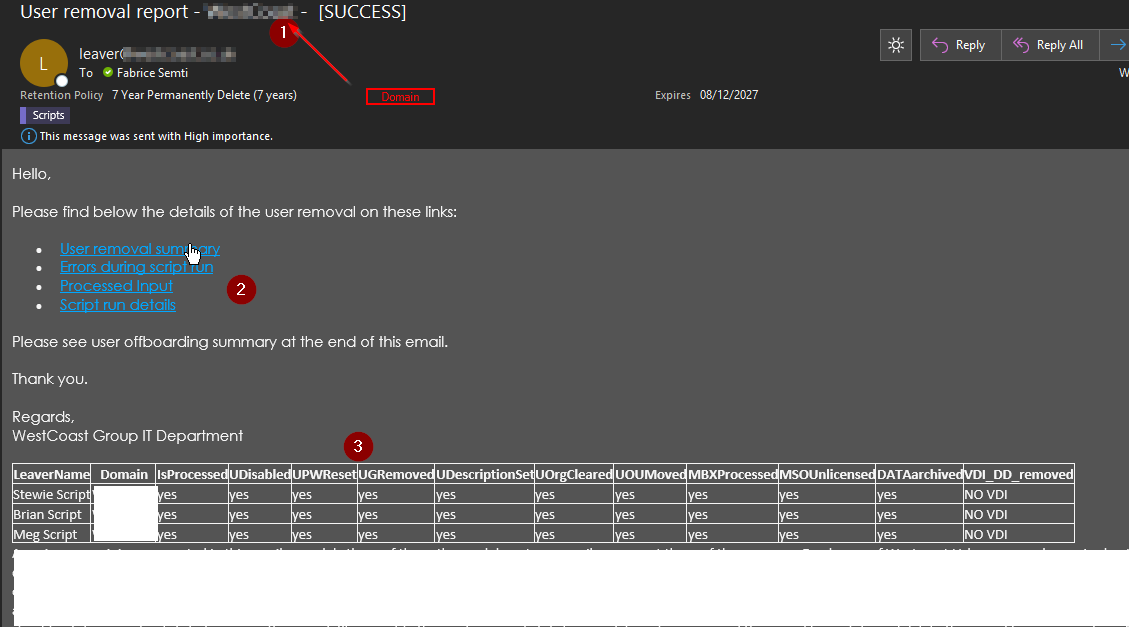 User removal report - - [SUCCESS]
1
L
leaver@
To Fabrice Semti
Reply
Reply All
Retention Policy 7 Year Permanently Delete (7 years)
Domain
Expires 08/12/2027
Scripts
This message was sent with High importance.
Hello,
Please find below the details of the user removal on these links:
User removal summary
Errors during script run
Processed Input
2
Script run details
Please see user offboarding summary at the end of this email.
Thank you.
Regards,
WestCoast Group IT Department
3
LeaverName Domain IsProcessed UDisabled UPWReset UGRemoved UDescriptionSet UOrgCleared UOUMoved MBXProcessed MSOUnlicensed DATAarchived VDI_DD_removed
Stewie Script yes yes yes yes yes yes yes yes yes yes NO VDI
Brian Script yes yes yes yes yes yes yes yes yes yes NO VDI
Meg Script yes yes yes yes yes yes yes yes yes yes NO VDI